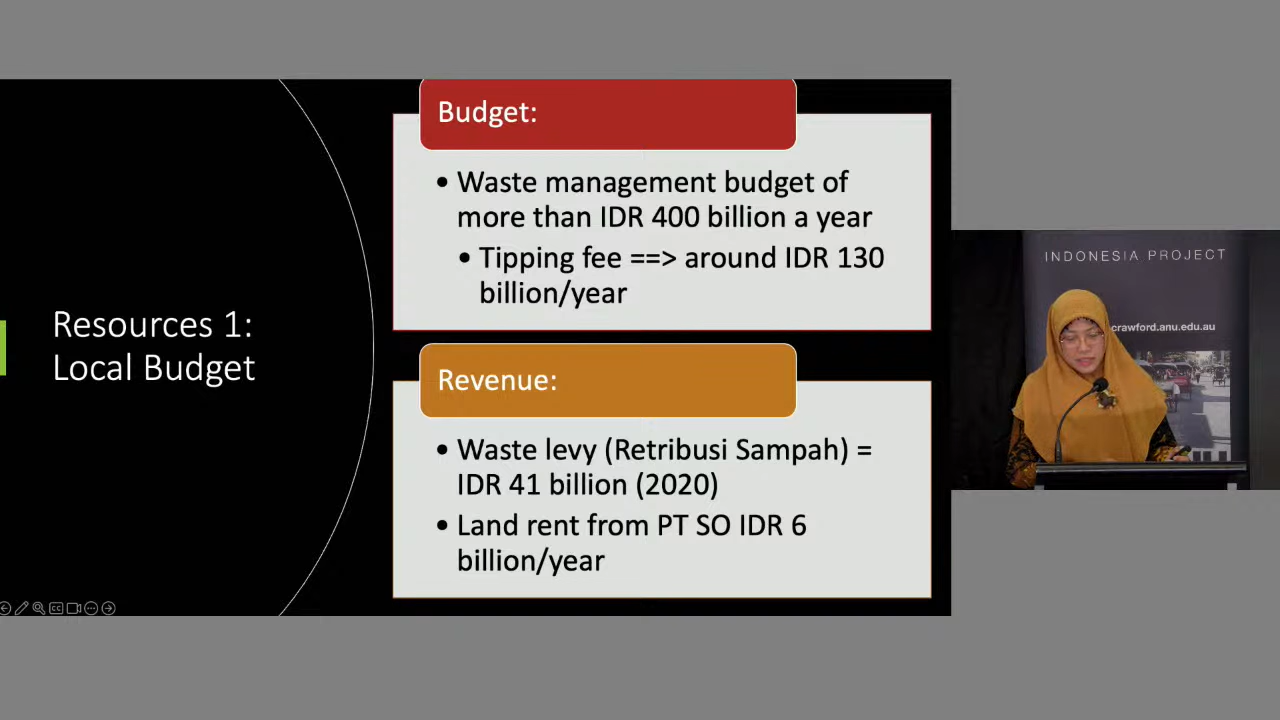 Resources 1:
Local Budget
Budget:
• Waste management budget of
more than IDR 400 billion a year
• Tipping fee ==> around IDR 130
billion/year
Revenue:
• Waste levy (Retribusi Sampah) =
IDR 41 billion (2020)
• Land rent from PT SO IDR 6
billion/year
INDONESIA PROJECT
crawford.anu.edu.au